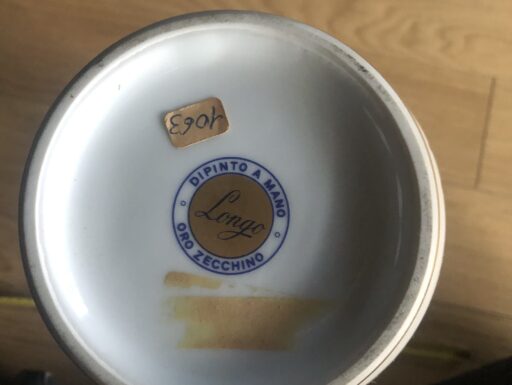 1063
DIPINTO A MANO
Longo
ORO ZECCHINO